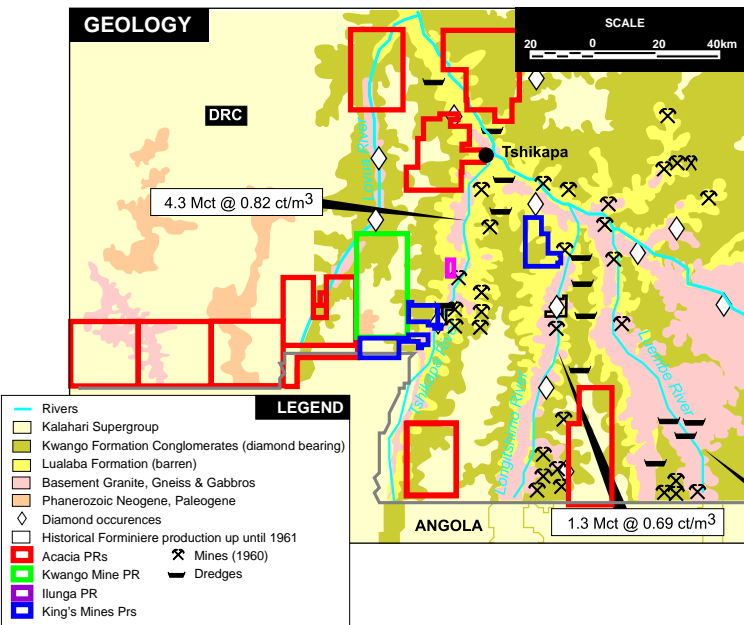 GEOLOGY
SCALE
20 0 20 40km
DRC
Tshikapa
Lovua River
4.3 Mct @ 0.82 ct/m3
Tshikapa River
Longitshimo River
Luembe River
LEGEND
Rivers
Kalahari Supergroup
Kwango Formation Conglomerates (diamond bearing)
Lualaba Formation (barren)
Basement Granite, Gneiss & Gabbros
Phanerozoic Neogene, Paleogene
Diamond occurences
Historical Forminiere production up until 1961
Acacia PRs
Mines (1960)
Kwango Mine PR
Dredges
Ilunga PR
King's Mines Prs
ANGOLA
1.3 Mct @ 0.69 ct/m3